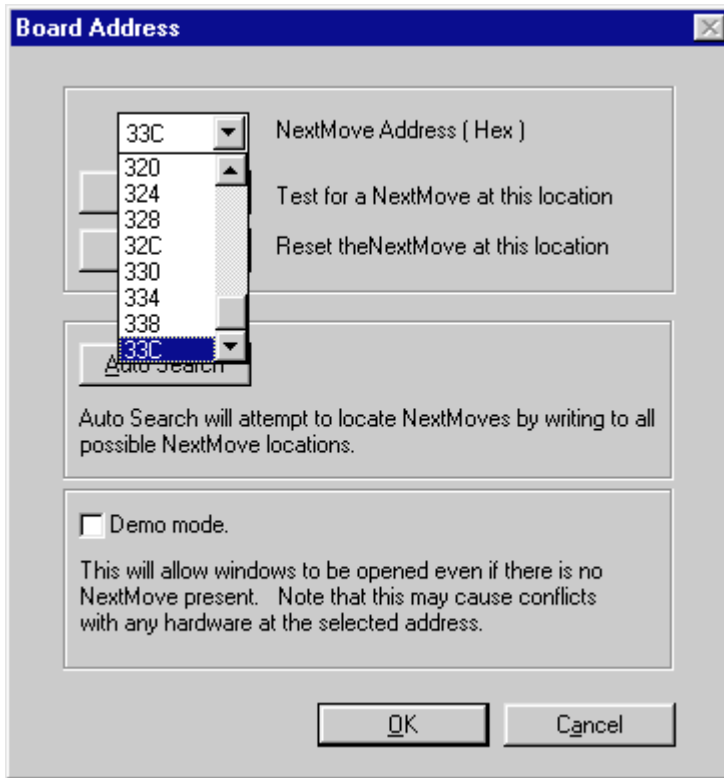 Board Address
33C
NextMove Address ( Hex )
320
324
328
32C
330
334
338
33C
Test for a NextMove at this location
Reset theNextMove at this location
Auto Search
Auto Search will attempt to locate NextMoves by writing to all
possible NextMove locations.
Demo mode.
This will allow windows to be opened even if there is no
NextMove present.   Note that this may cause conflicts
with any hardware at the selected address.
OK
Cancel